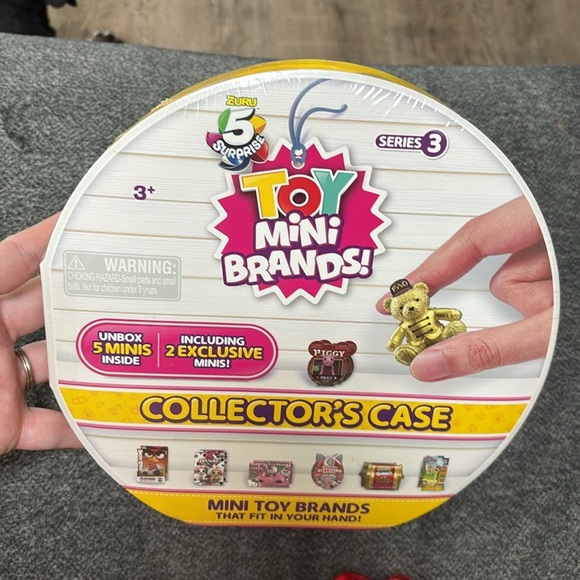 ZURU
5
SURPRISE
SERIES 3
TOY
MiNi
BRANDS!
3+
WARNING:
CHOKING HAZARD-Small parts and small
balls. Not for children under 3 years.
FAO
UNBOX
5 MINIS
INSIDE
INCLUDING
2 EXCLUSIVE
MINIS!
PIGGY
COLLECTOR'S CASE
MINI TOY BRANDS
THAT FIT IN YOUR HAND!